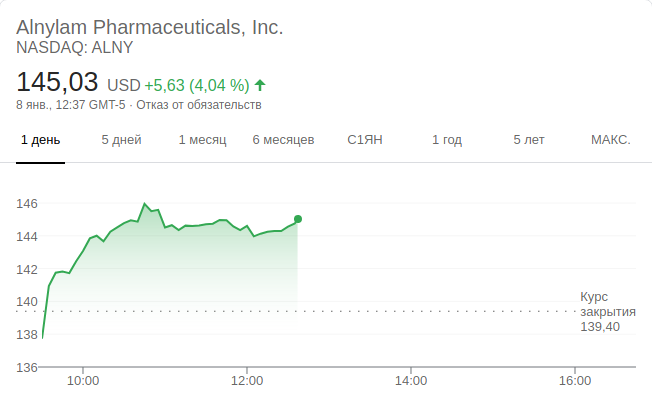 Alnylam Pharmaceuticals, Inc.
NASDAQ: ALNY
145,03 USD +5,63 (4,04 %)
8 янв., 12:37 GMT-5 · Отказ от обязательств
1 день 5 дней 1 месяц 6 месяцев С1ЯН 1 год 5 лет МАКС.
146
144
142
140
138
136
Курс
закрытия
139,40
10:00 12:00 14:00 16:00